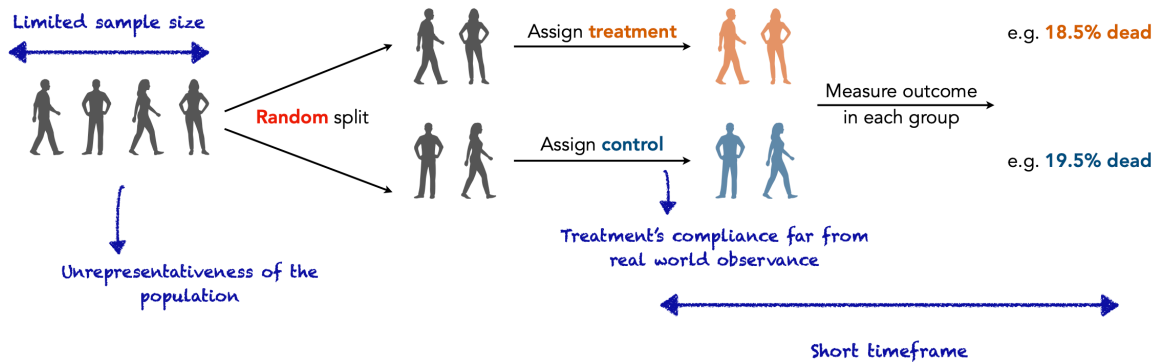 Limited sample size
Random split
Assign treatment
Assign control
Measure outcome
in each group
e.g. 18.5% dead
e.g. 19.5% dead
Unrepresentativeness of the
population
Treatment's compliance far from
real world observance
Short timeframe